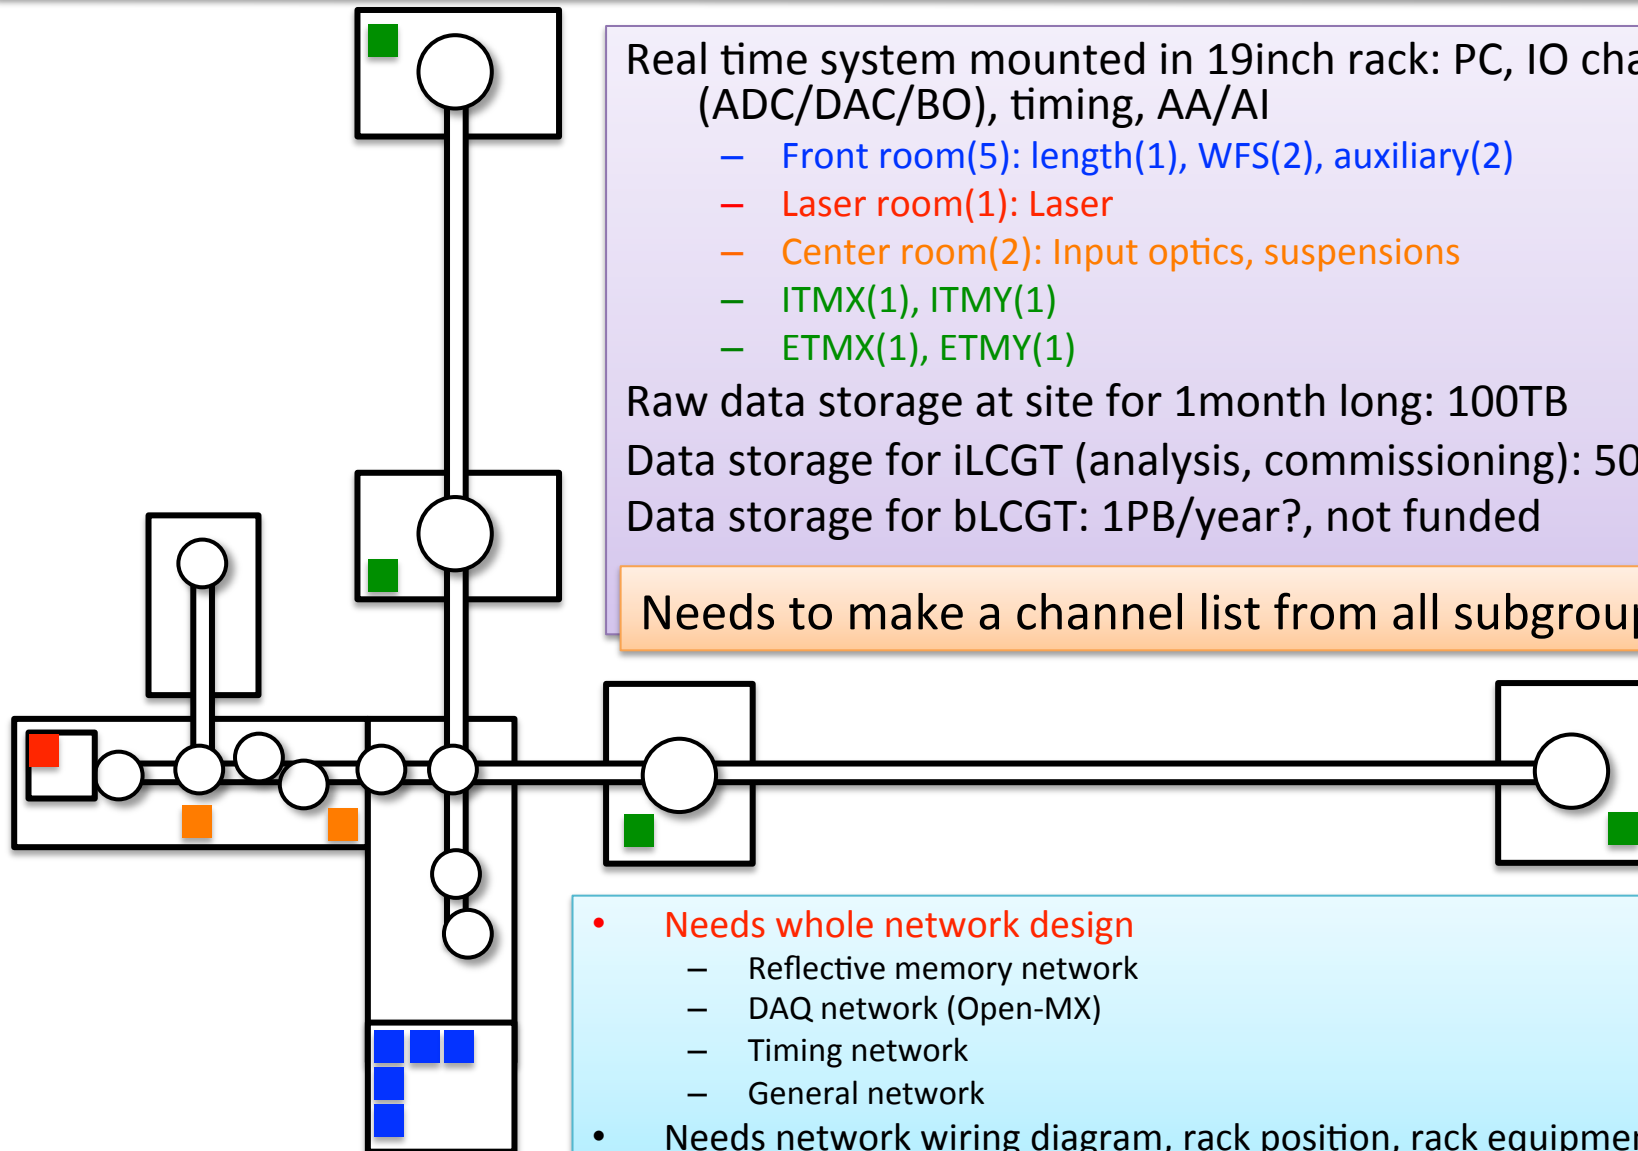 Real time system mounted in 19inch rack: PC, IO
(ADC/DAC/BO), timing, AA/AI
– Front room(5): length(1), WFS(2), auxiliary(2)
– Laser room(1): Laser
– Center room(2): Input optics, suspensions
– ITMX(1), ITMY(1)
– ETMX(1), ETMY(1)
Raw data storage at site for 1month long: 100TB
Data storage for iLCGT (analysis, commissioning):
Data storage for bLCGT: 1PB/year?, not funded
Needs to make a channel list from all
• Needs whole network design
– Reflective memory network
– DAQ network (Open-MX)
– Timing network
– General network
• Needs network wiring diagram, rack position, rack